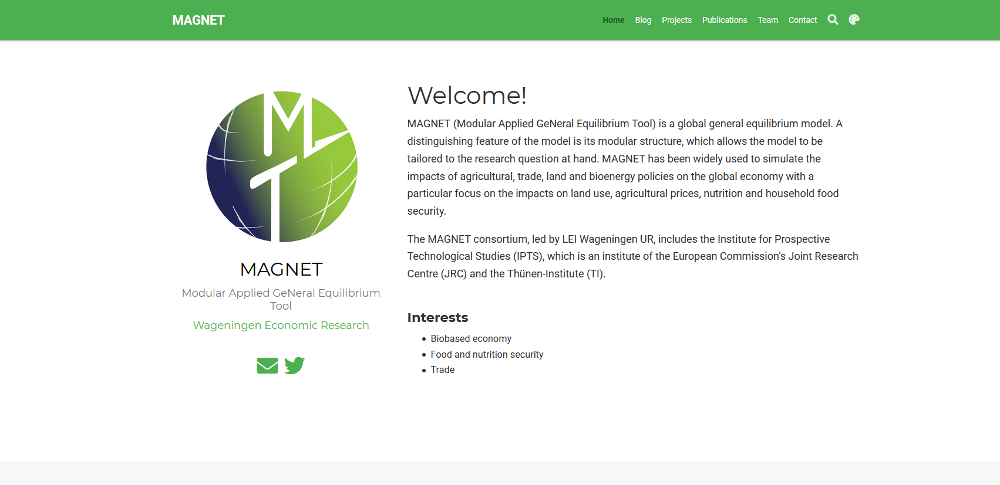 MAGNET
Home Blog Projects Publications Team Contact
M
T
MAGNET
Modular Applied GeNeral Equilibrium
Tool
Wageningen Economic Research
Welcome!
MAGNET (Modular Applied GeNeral Equilibrium Tool) is a global general equilibrium model. A
distinguishing feature of the model is its modular structure, which allows the model to be
tailored to the research question at hand. MAGNET has been widely used to simulate the
impacts of agricultural, trade, land and bioenergy policies on the global economy with a
particular focus on the impacts on land use, agricultural prices, nutrition and household food
security.
The MAGNET consortium, led by LEI Wageningen UR, includes the Institute for Prospective
Technological Studies (IPTS), which is an institute of the European Commission’s Joint Research
Centre (JRC) and the Thünen-Institute (TI).
Interests
• Biobased economy
• Food and nutrition security
• Trade